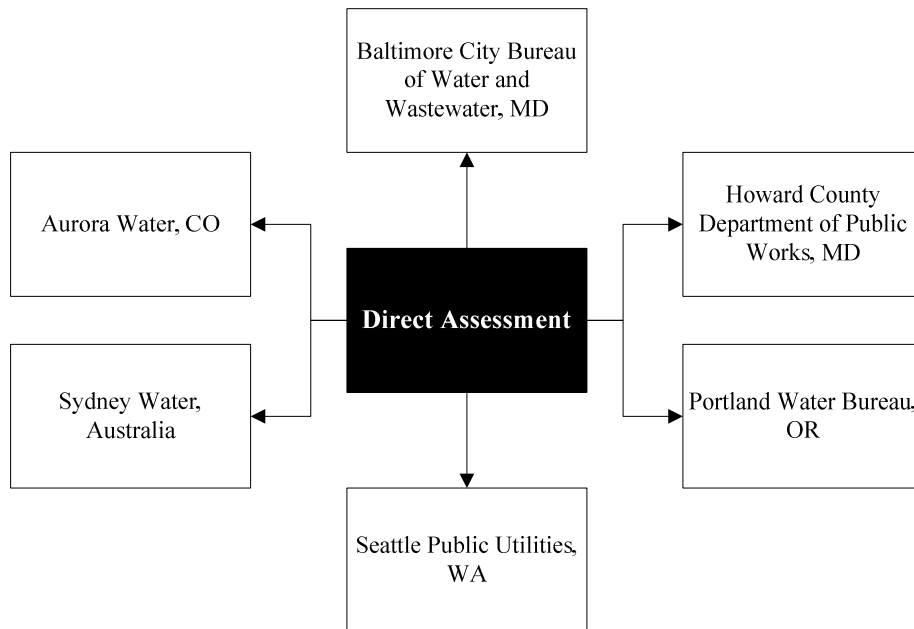 Baltimore City Bureau
of Water and
Wastewater, MD
Aurora Water, CO
Howard County
Department of Public
Works, MD
Direct Assessment
Sydney Water,
Australia
Portland Water Bureau,
OR
Seattle Public Utilities,
WA